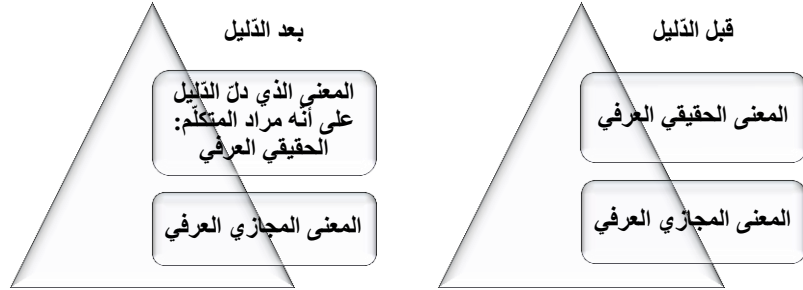 قبل الدّليل
المعنى الحقيقي العرفي
المعنى المجازي العرفي
بعد الدّليل
المعنى الذي دلّ الدّليل
على أنّه مراد المتكلّم:
الحقيقي العرفي
المعنى المجازي العرفي